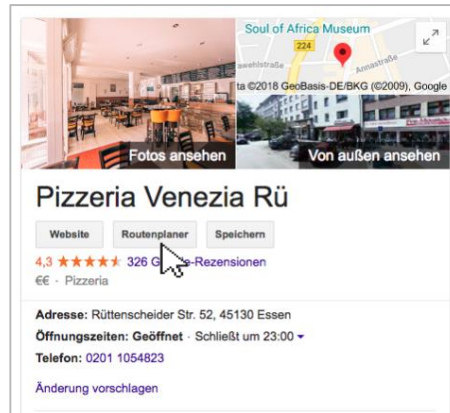 Soul of Africa Museum
224
Annastraße
ta ©2018 GeoBasis-DE/BKG (©2009), Google
Fotos ansehen
Von außen ansehen
Pizzeria Venezia Rü
Website Routenplaner Speichern
4,3 326 -Rezensionen
€€ · Pizzeria
Adresse: Rüttenscheider Str. 52, 45130 Essen
Öffnungszeiten: Geöffnet · Schließt um 23:00
Telefon: 0201 1054823
Änderung vorschlagen